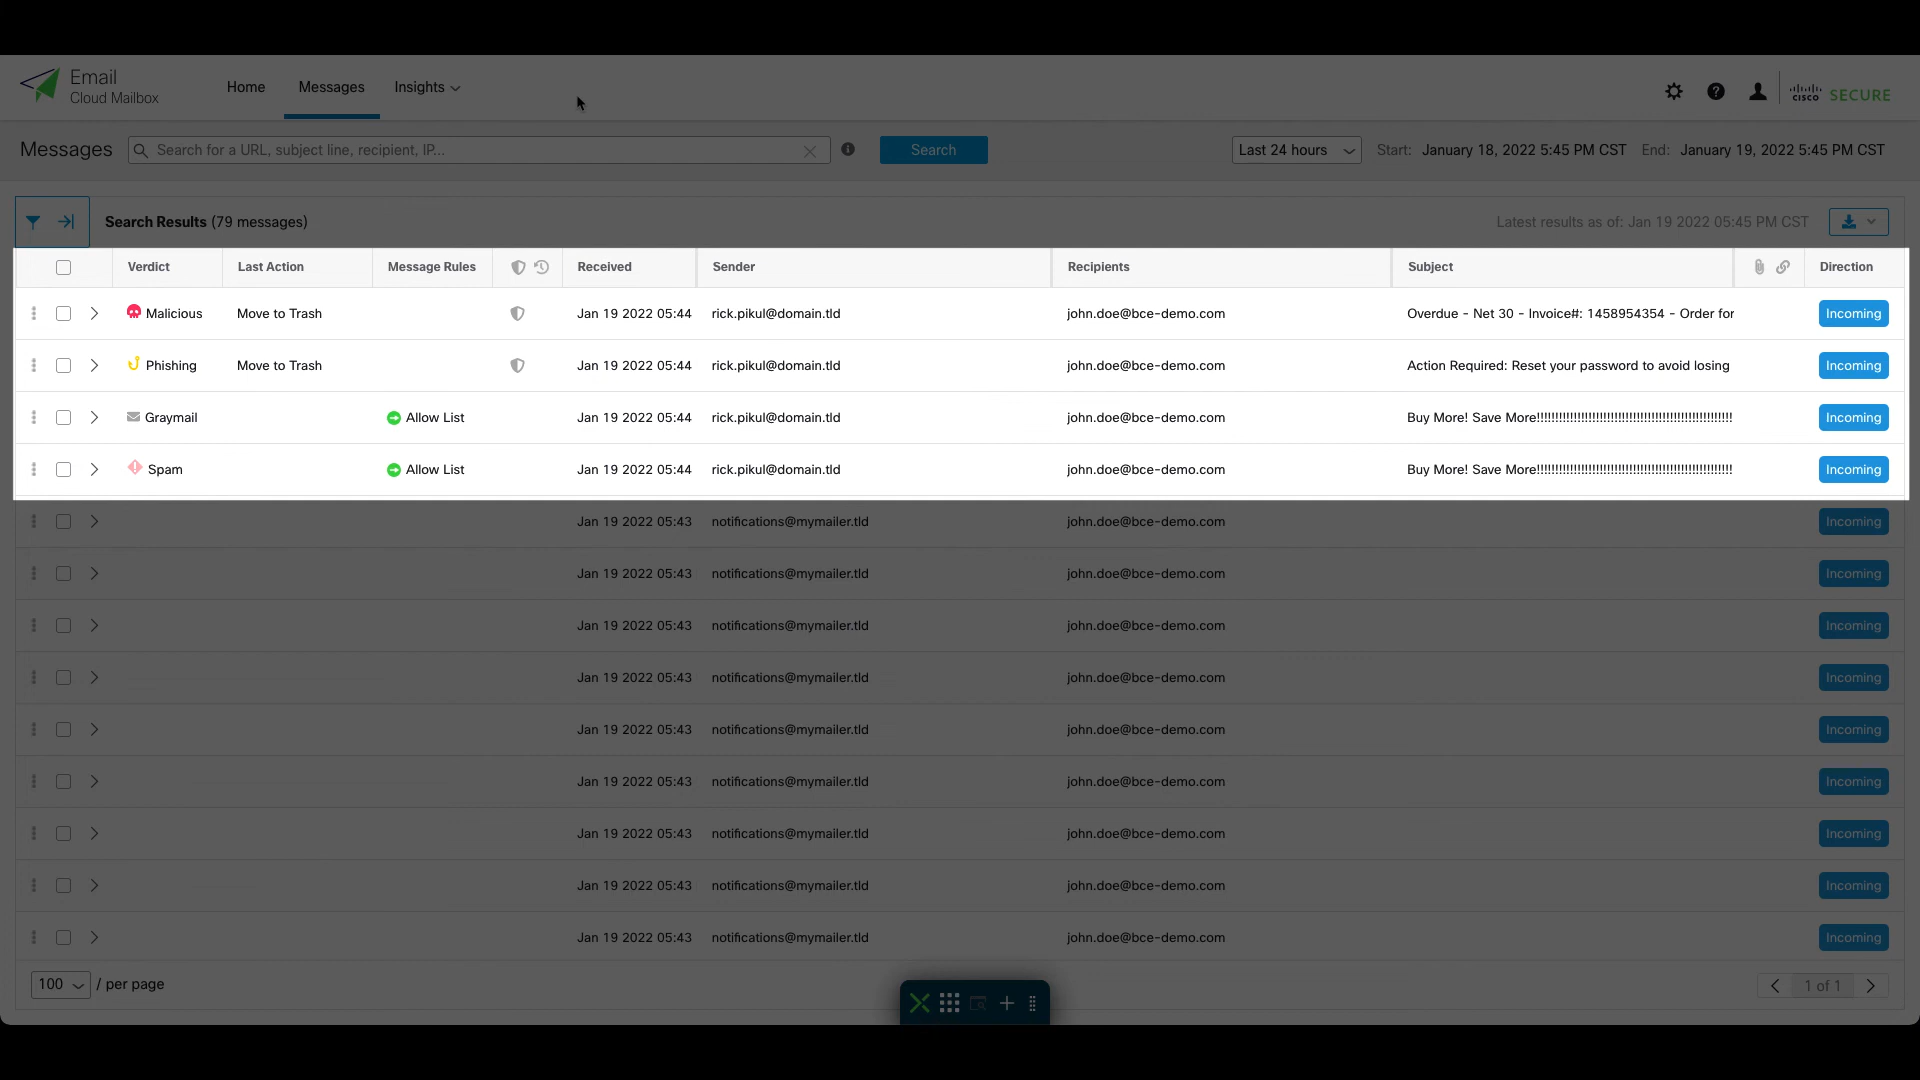 Email
Cloud Mailbox
Home Messages Insights
CISCO SECURE
Messages Search for a URL, subject line, recipient, IP... Search Last 24 hours Start: January 18, 2022 5:45 PM CST End: January 19, 2022 5:45 PM CST
Search Results (79 messages) Latest results as of: Jan 19 2022 05:45 PM CST
Verdict Last Action Message Rules Received Sender Recipients Subject Direction
Malicious Move to Trash Jan 19 2022 05:44 rick.pikul@domain.tld john.doe@bce-demo.com Overdue - Net 30 - Invoice#: 1458954354 - Order for Incoming
Phishing Move to Trash Jan 19 2022 05:44 rick.pikul@domain.tld john.doe@bce-demo.com Action Required: Reset your password to avoid losing Incoming
Graymail Allow List Jan 19 2022 05:44 rick.pikul@domain.tld john.doe@bce-demo.com Buy More! Save More!!!!!!!!!!!!!!!!!!!!!!!!!!!!!!!!!!!!!!!!!!!!!!!!!!!!! Incoming
Spam Allow List Jan 19 2022 05:44 rick.pikul@domain.tld john.doe@bce-demo.com Buy More! Save More!!!!!!!!!!!!!!!!!!!!!!!!!!!!!!!!!!!!!!!!!!!!!!!!!!!!! Incoming
Jan 19 2022 05:43 notifications@mymailer.tld john.doe@bce-demo.com Incoming
Jan 19 2022 05:43 notifications@mymailer.tld john.doe@bce-demo.com Incoming
Jan 19 2022 05:43 notifications@mymailer.tld john.doe@bce-demo.com Incoming
Jan 19 2022 05:43 notifications@mymailer.tld john.doe@bce-demo.com Incoming
Jan 19 2022 05:43 notifications@mymailer.tld john.doe@bce-demo.com Incoming
Jan 19 2022 05:43 notifications@mymailer.tld john.doe@bce-demo.com Incoming
Jan 19 2022 05:43 notifications@mymailer.tld john.doe@bce-demo.com Incoming
Jan 19 2022 05:43 notifications@mymailer.tld john.doe@bce-demo.com Incoming
Jan 19 2022 05:43 notifications@mymailer.tld john.doe@bce-demo.com Incoming
100 / per page 1 of 1